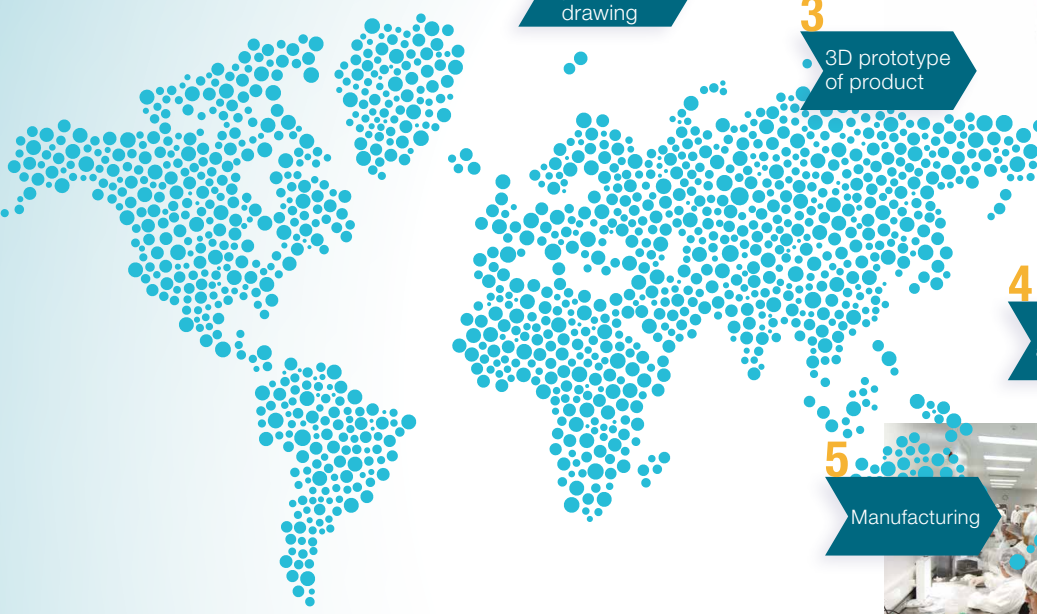 drawing
3
3D prototype
of product
4
5
Manufacturing